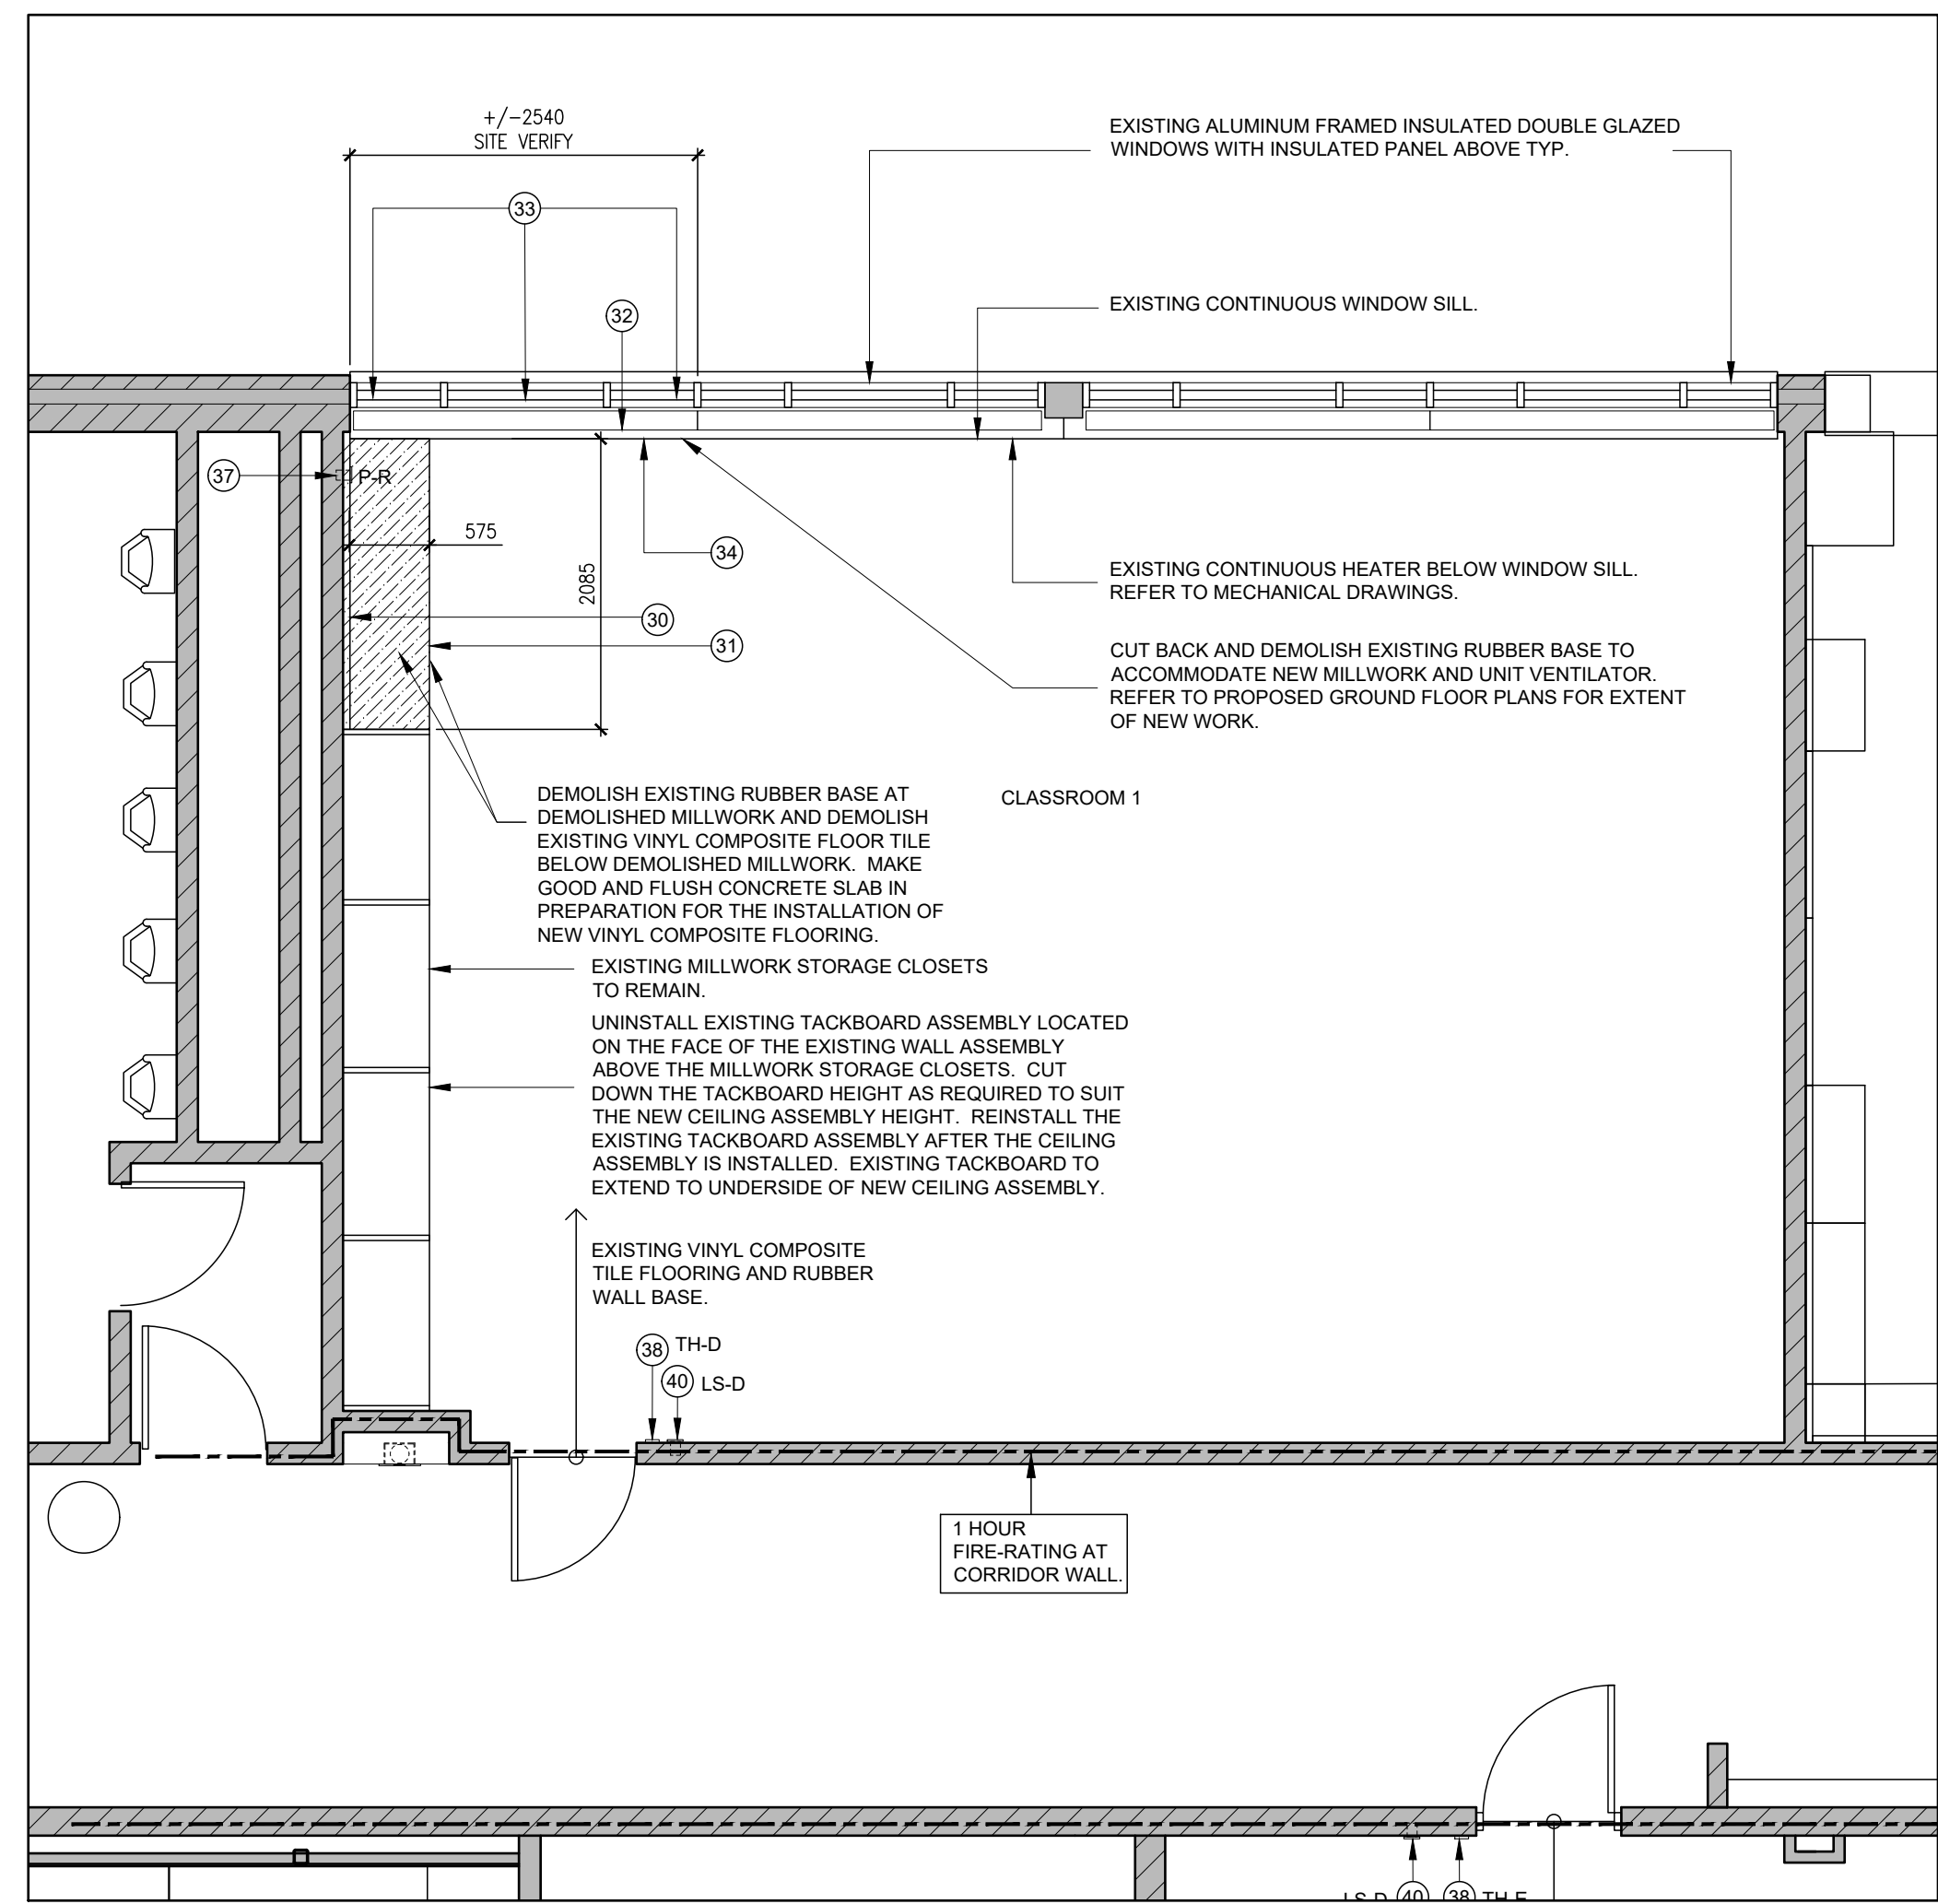 +/-2540
SITE VERIFY
EXISTING ALUMINUM FRAMED INSULATED DOUBLE GLAZED
WINDOWS WITH INSULATED PANEL ABOVE TYP.
33
32
EXISTING CONTINUOUS WINDOW SILL.
37
P-R
575
34
2085
30
31
EXISTING CONTINUOUS HEATER BELOW WINDOW SILL.
REFER TO MECHANICAL DRAWINGS.
CUT BACK AND DEMOLISH EXISTING RUBBER BASE TO
ACCOMMODATE NEW MILLWORK AND UNIT VENTILATOR.
REFER TO PROPOSED GROUND FLOOR PLANS FOR EXTENT
OF NEW WORK.
DEMOLISH EXISTING RUBBER BASE AT
DEMOLISHED MILLWORK AND DEMOLISH
EXISTING VINYL COMPOSITE FLOOR TILE
BELOW DEMOLISHED MILLWORK. MAKE
GOOD AND FLUSH CONCRETE SLAB IN
PREPARATION FOR THE INSTALLATION OF
NEW VINYL COMPOSITE FLOORING.
CLASSROOM 1
EXISTING MILLWORK STORAGE CLOSETS
TO REMAIN.
UNINSTALL EXISTING TACKBOARD ASSEMBLY LOCATED
ON THE FACE OF THE EXISTING WALL ASSEMBLY
ABOVE THE MILLWORK STORAGE CLOSETS. CUT
DOWN THE TACKBOARD HEIGHT AS REQUIRED TO SUIT
THE NEW CEILING ASSEMBLY HEIGHT. REINSTALL THE
EXISTING TACKBOARD ASSEMBLY AFTER THE CEILING
ASSEMBLY IS INSTALLED. EXISTING TACKBOARD TO
EXTEND TO UNDERSIDE OF NEW CEILING ASSEMBLY.
EXISTING VINYL COMPOSITE
TILE FLOORING AND RUBBER
WALL BASE.
38 TH-D
40 LS-D
1 HOUR
FIRE-RATING AT
CORRIDOR WALL.
LS-D 40 38